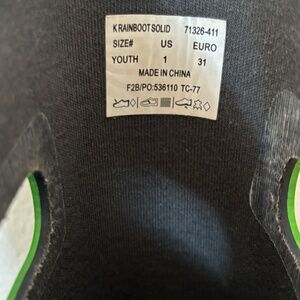 K RAINBOOT SOLID 71326-411
SIZE# US EURO
YOUTH 1 31
MADE IN CHINA
F2B/PO:536110 TC-77